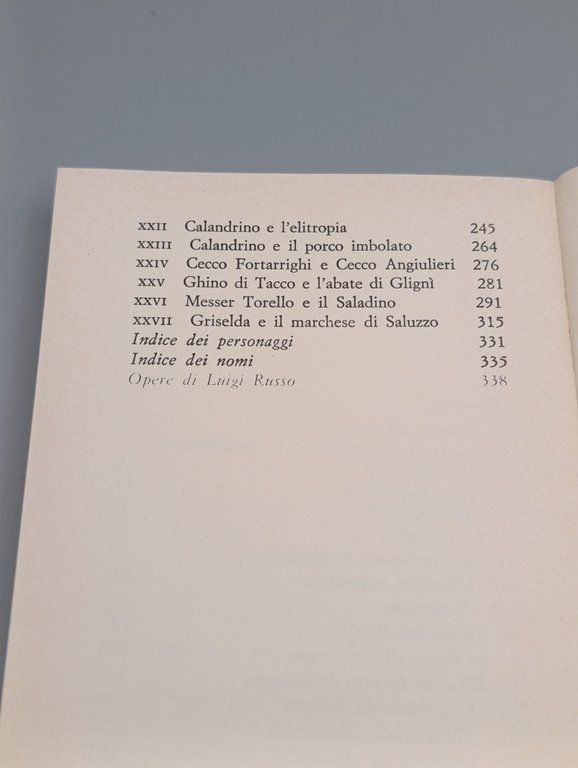 XXII Calandrino e l'elitropia 245
XXIII Calandrino e il porco imbolato 264
XXIV Cecco Fortarrighi e Cecco Angiulieri 276
XXV Ghino di Tacco e l'abate di Glignì 281
XXVI Messer Torello e il Saladino 291
XXVII Griselda e il marchese di Saluzzo 315
Indice dei personaggi 331
Indice dei nomi 335
Opere di Luigi Russo 338